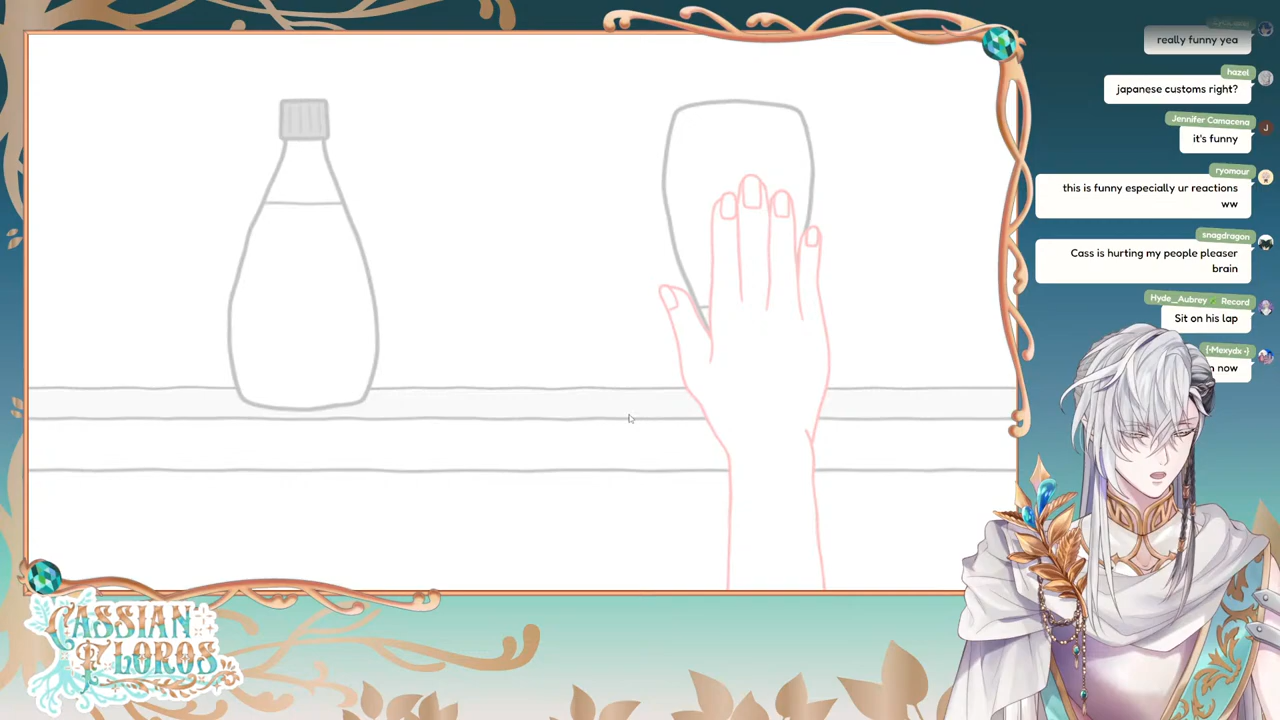 really funny yea
hazel
japanese customs right?
Jennifer Camacena
J
it's funny
ryomour
this is funny especially ur reactions
ww
snagdragon
Cass is hurting my people pleaser
brain
Hyde_Aubrey Record
Sit on his lap
{•Mexydx•}
now
CASSIAN
FLOROS